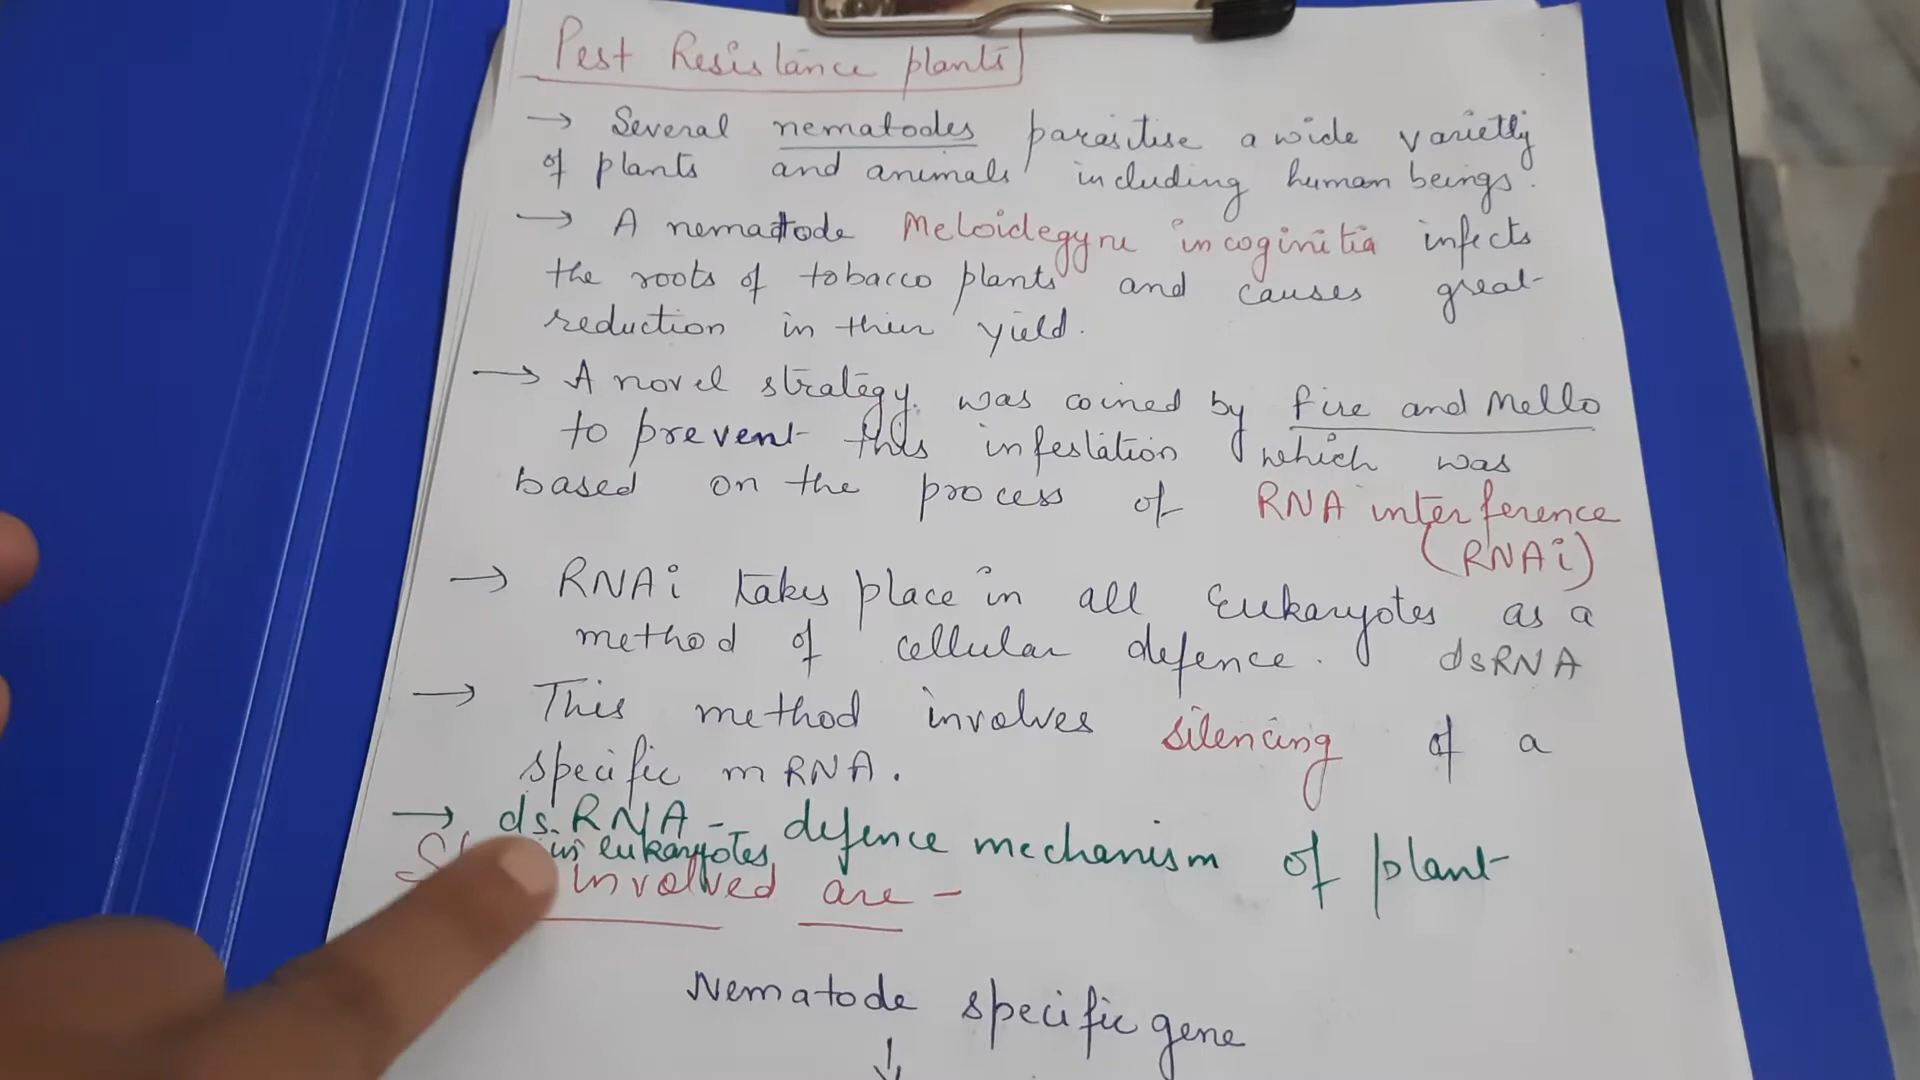 Pest Resistance plants
→ Several nematodes parasitise a wide varietly
of plants and animals including human beings.
→ A nematode Meloidegyne incoginitia infects
the roots of tobacco plants and causes great
reduction in their yield.
→ A novel strategy was coined by fire and Mello
to prevent this infestation which was
based on the process of RNA interference
(RNAi)
→ RNAi takes place in all Eukaryotes as a
method of cellular defence. dsRNA
→ This method involves silencing of a
specific mRNA.
→ ds.RNA - defence mechanism of plant
in eukaryotes
involved are -
Nematode specific gene
↓